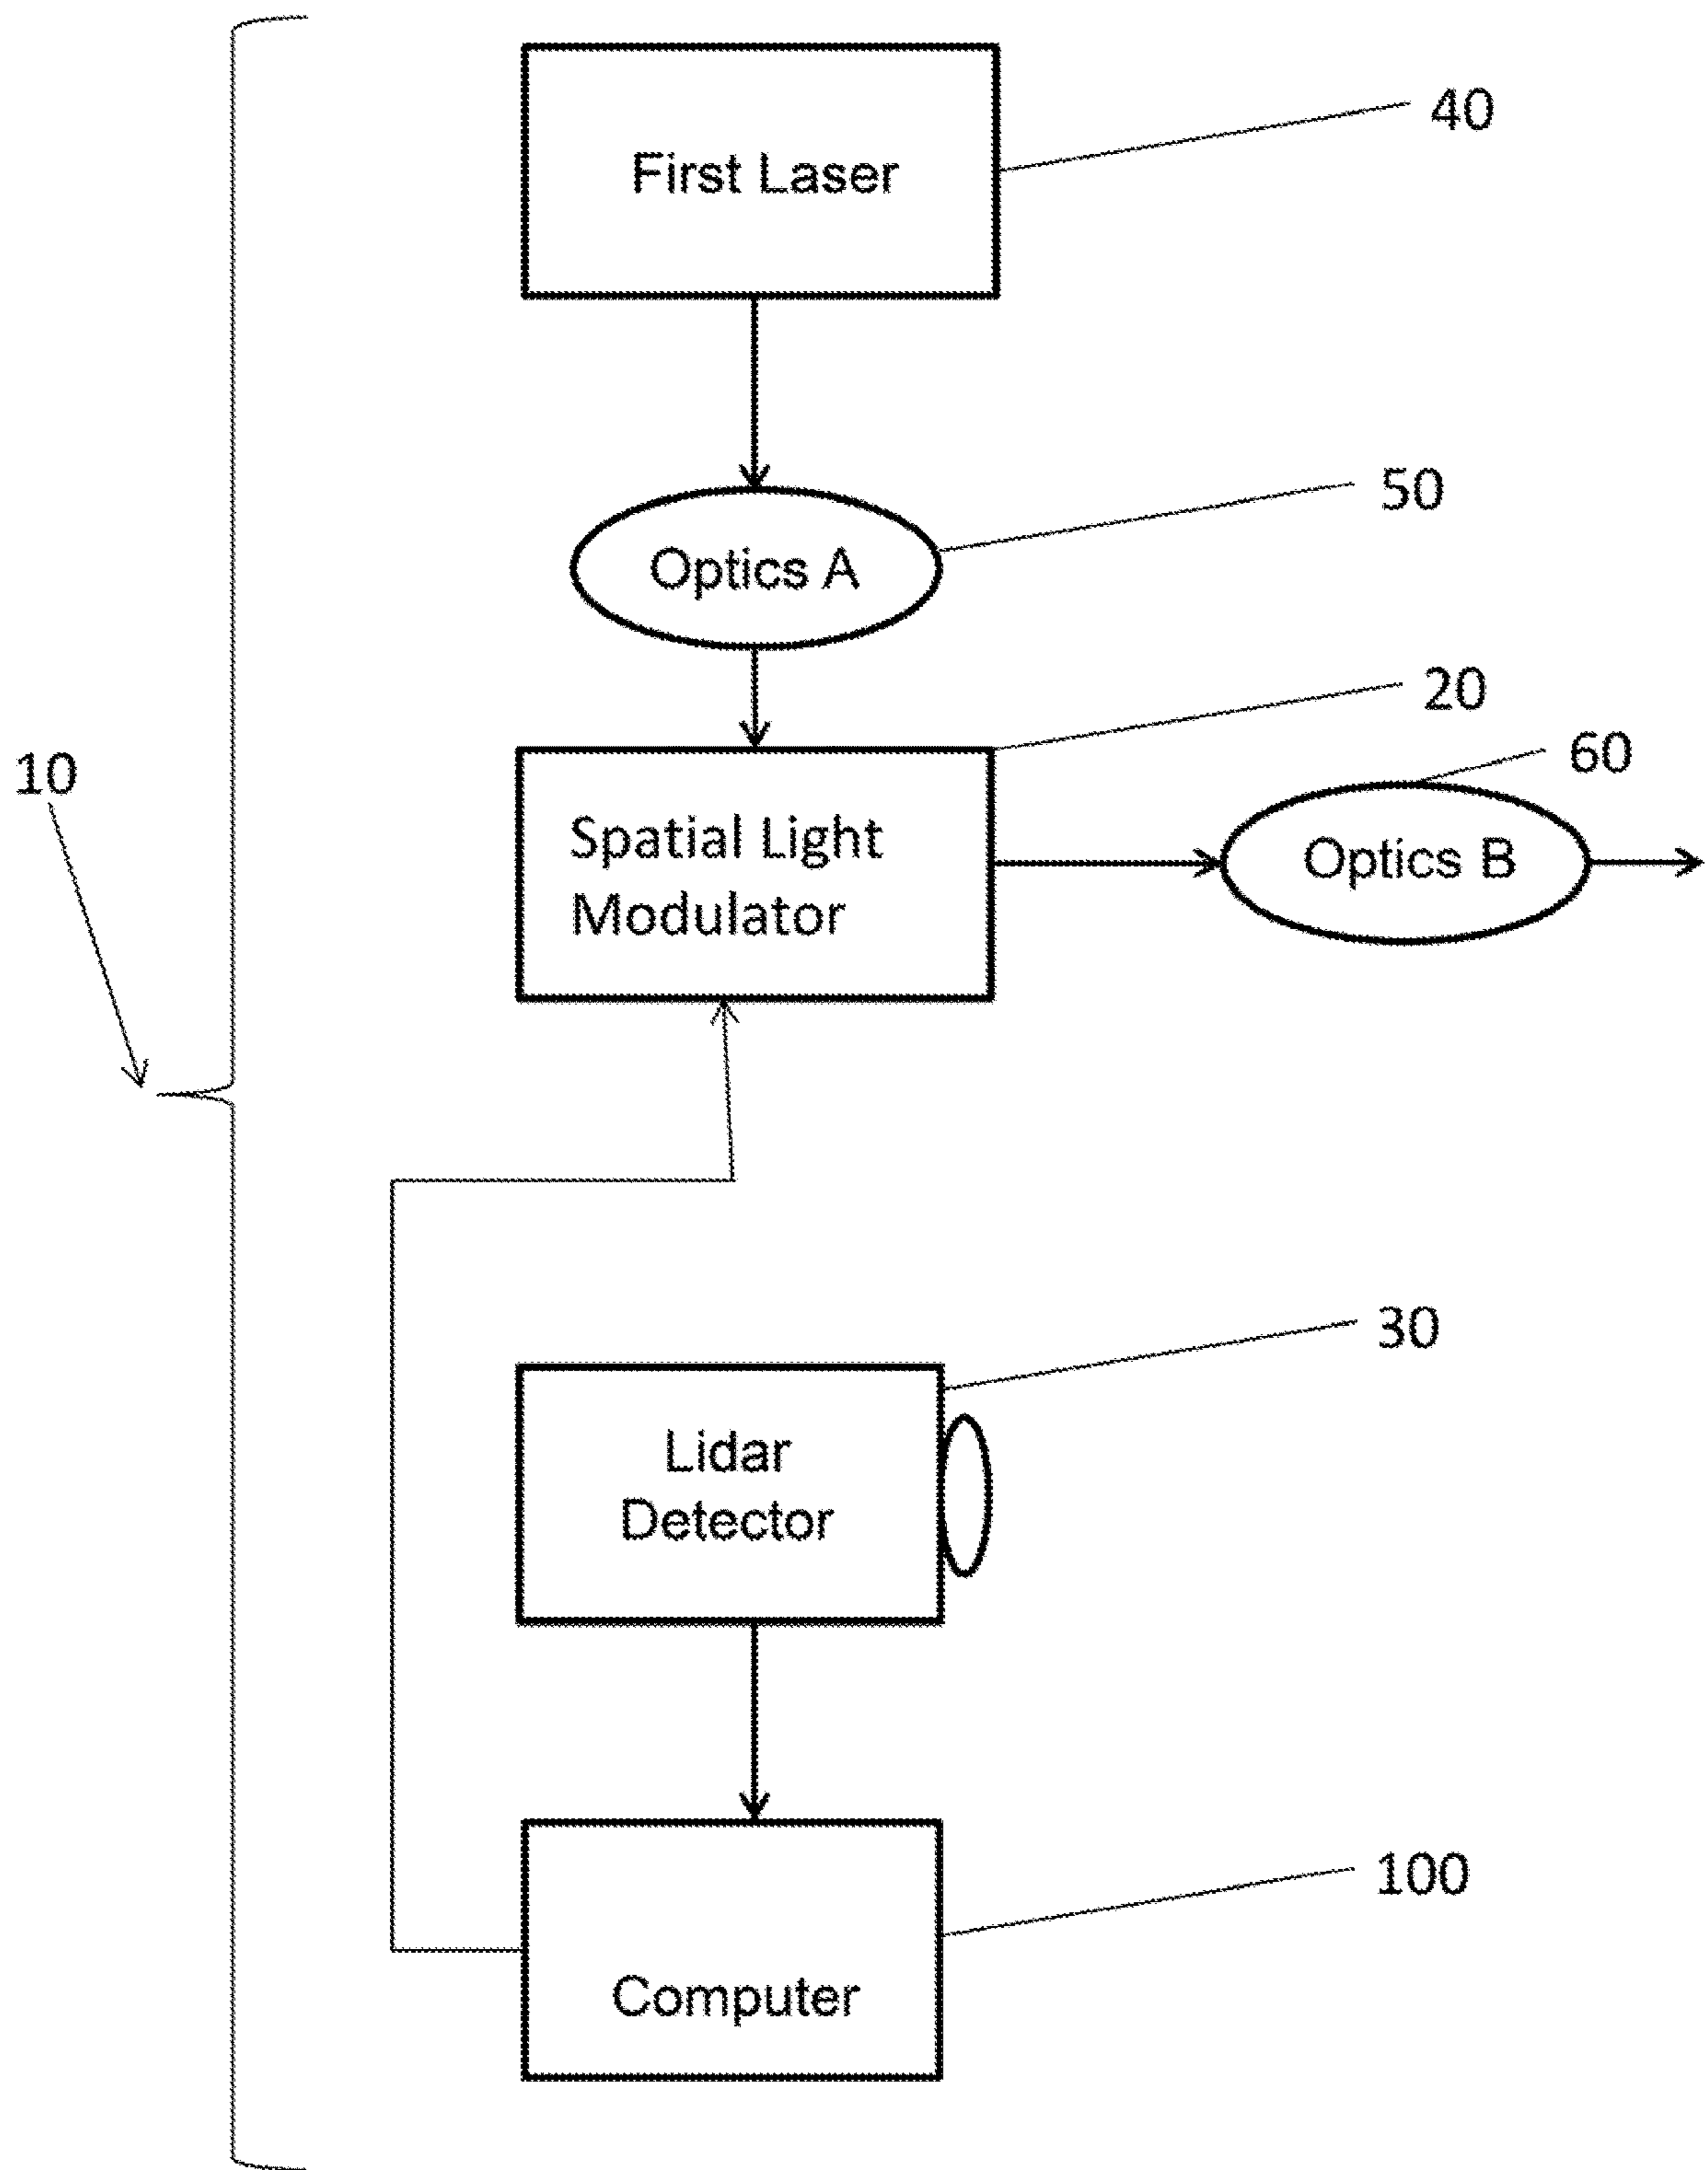 40
First Laser
50
Optics A
20
60
10
Spatial Light
Modulator
Optics B
30
Lidar
Detector
100
Computer